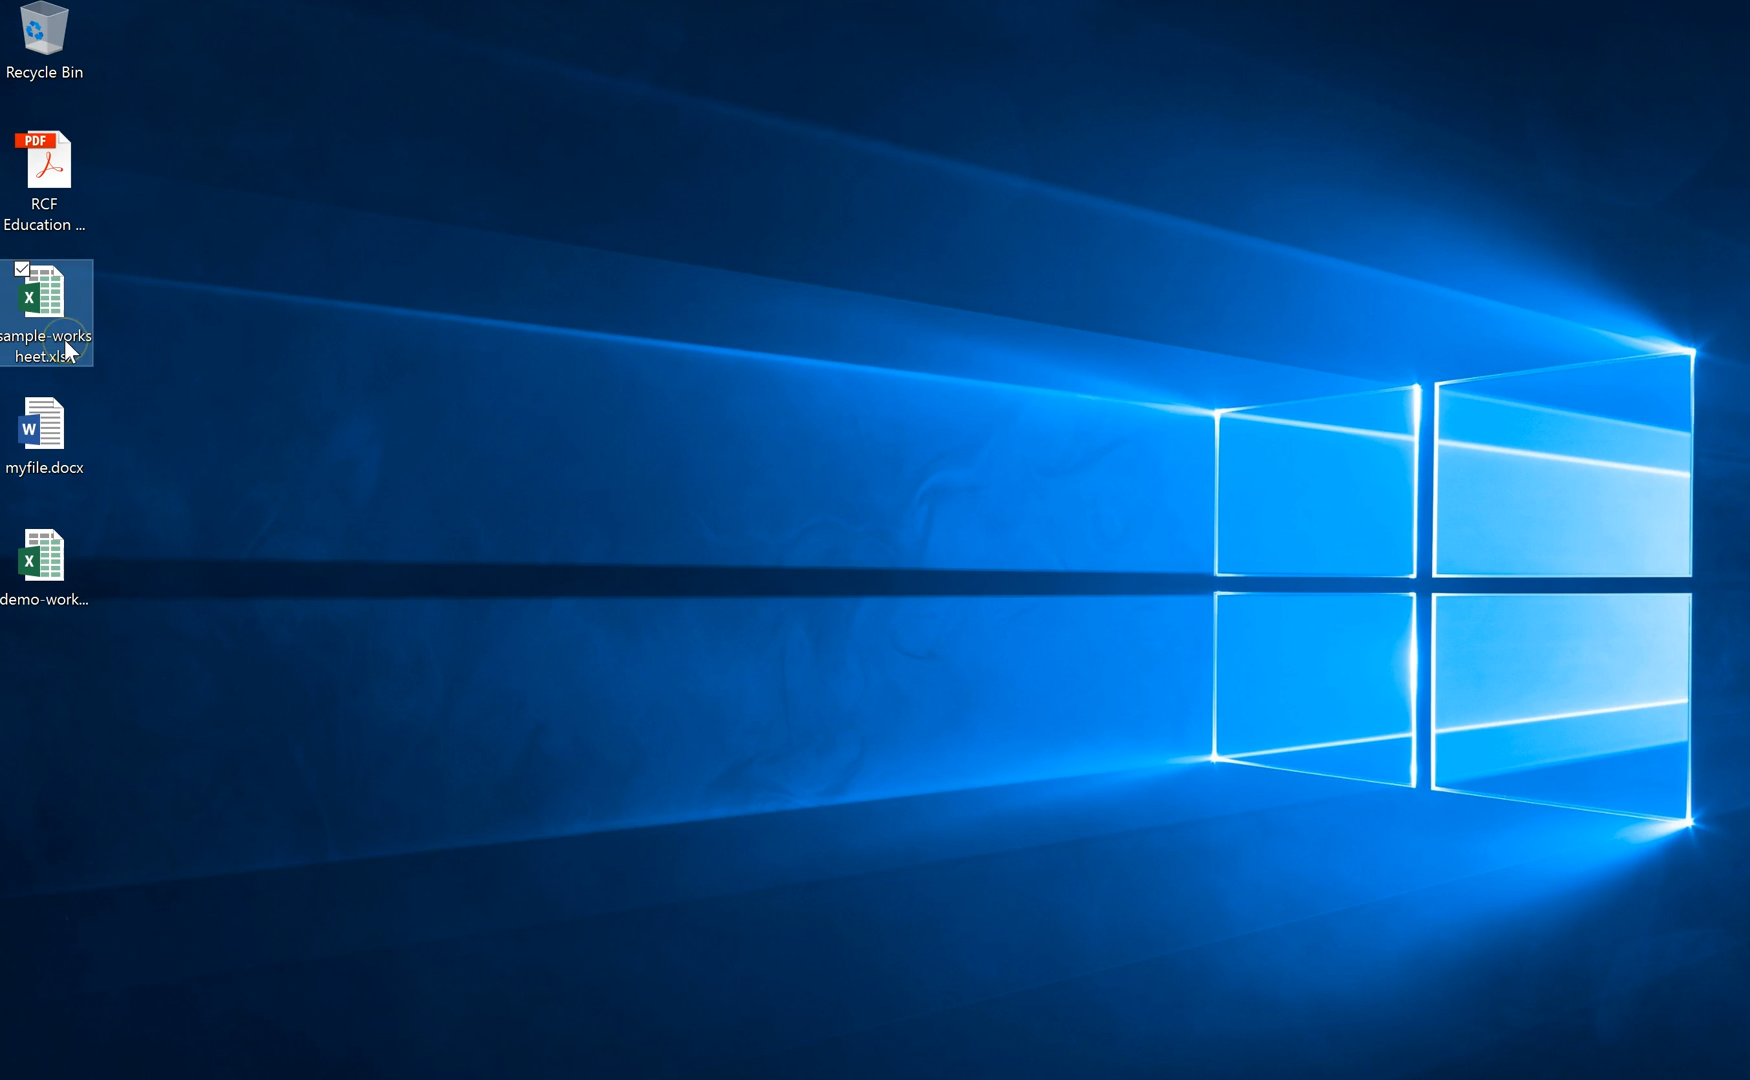 Recycle Bin
PDF
RCF
Education ...
X
sample-works
heet.xlsx
W
myfile.docx
X
demo-work...